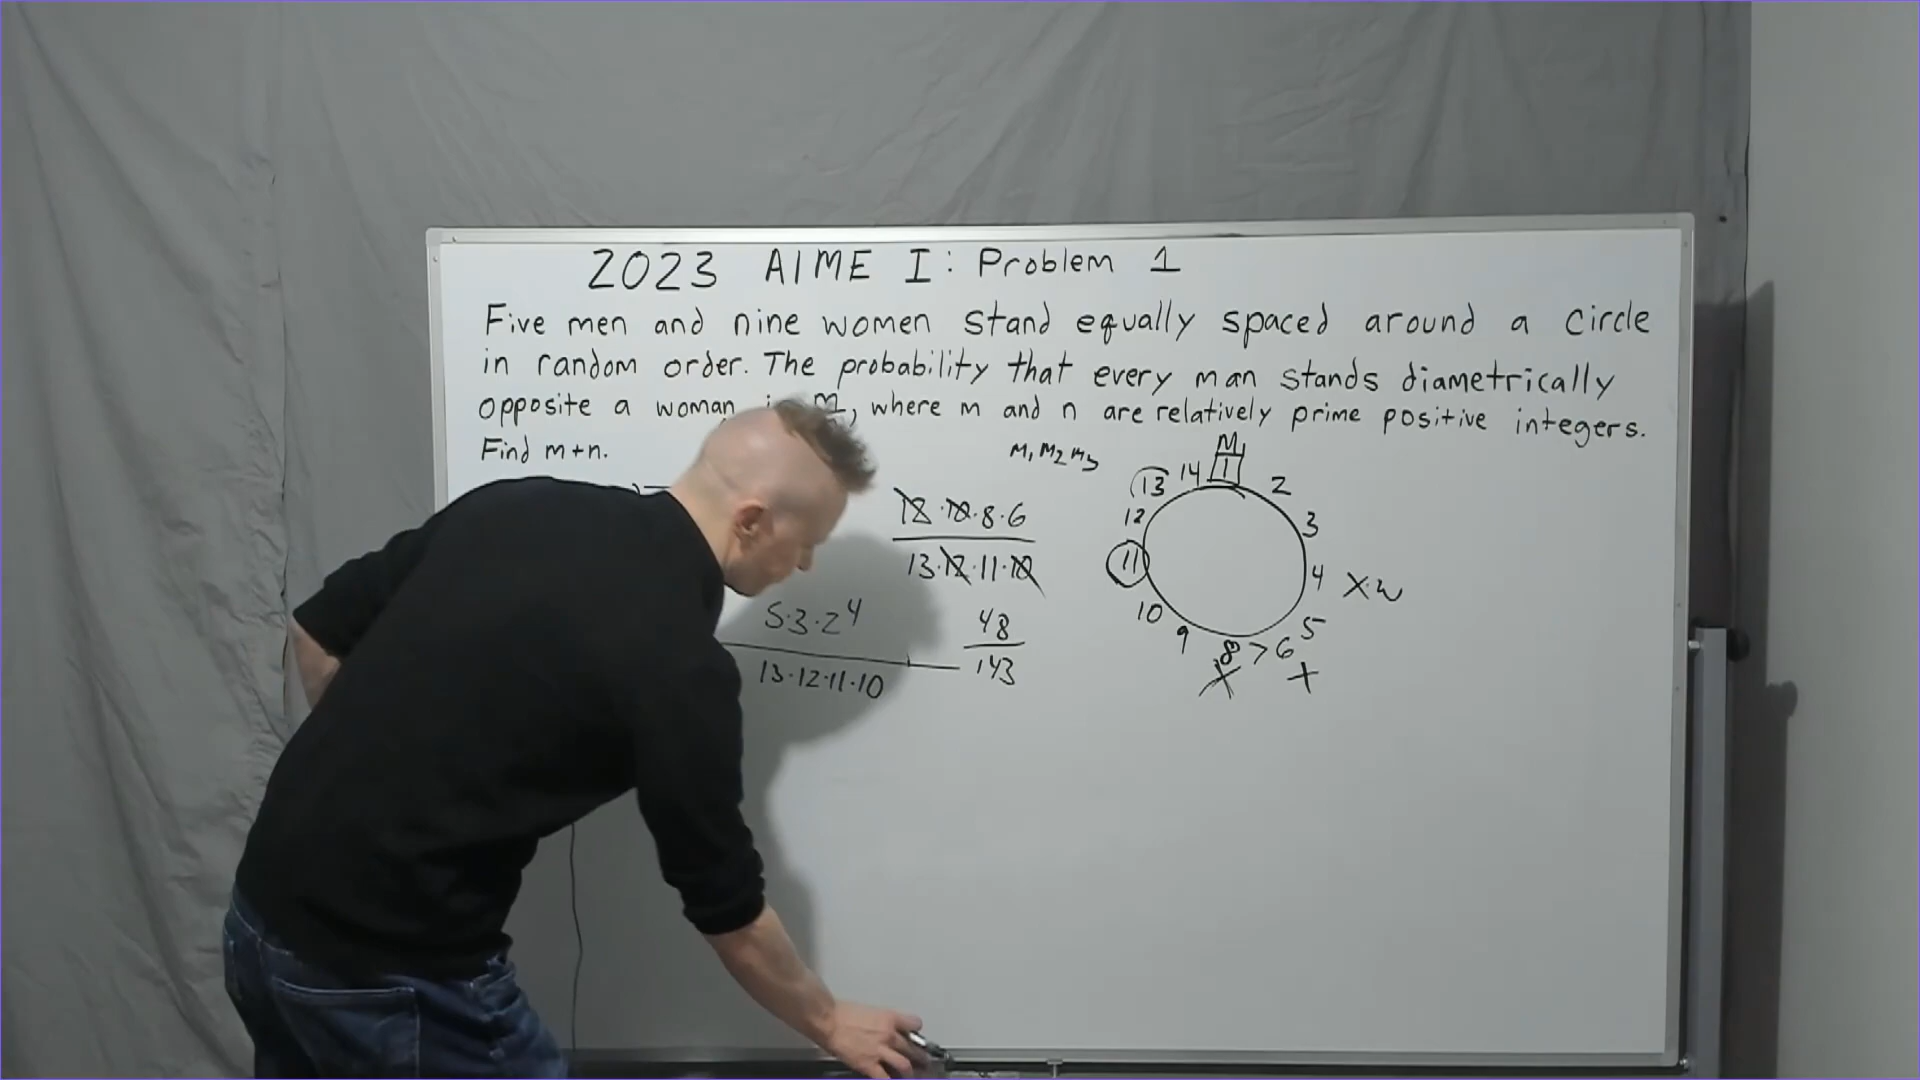 2023 AIME I: Problem 1
Five men and nine women stand equally spaced around a circle
in random order. The probability that every man stands diametrically
opposite a woman m, where m and n are relatively prime positive integers.
Find m+n.
M1 M2 M3
M1
1
2
3
4 X·W
5
6
X
7
8
X
9
10
11
12
13
14
12·10·8·6
13·12·11·10
5·3·2^4
13·12·11·10
48
143